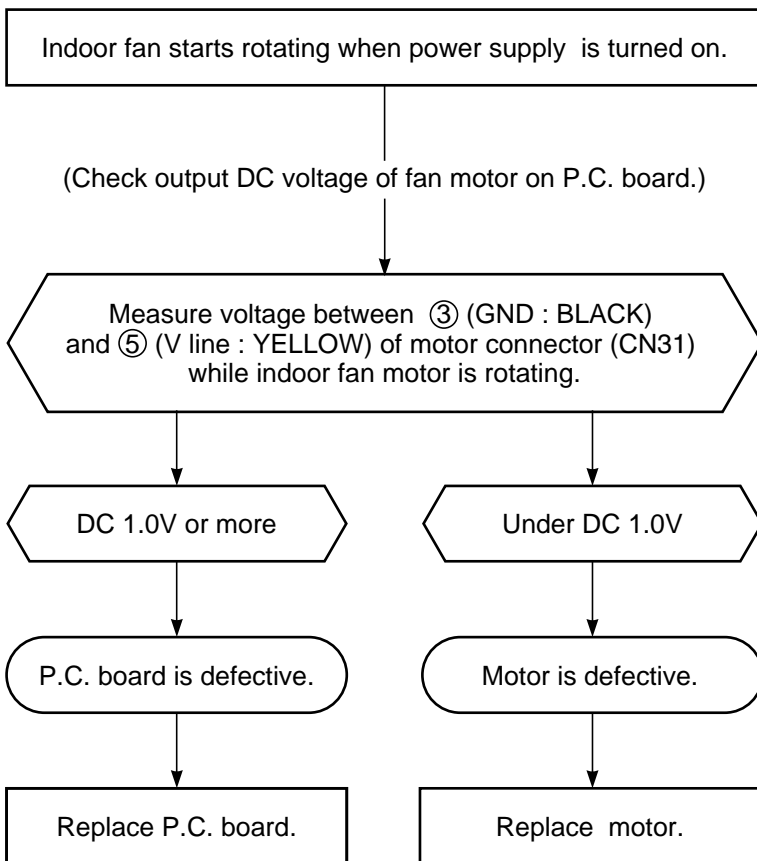 Indoor fan starts rotating when power supply is turned on.
(Check output DC voltage of fan motor on P.C. board.)
Measure voltage between ③ (GND : BLACK)
and ⑤ (V line : YELLOW) of motor connector (CN31)
while indoor fan motor is rotating.
DC 1.0V or more
Under DC 1.0V
P.C. board is defective.
Motor is defective.
Replace P.C. board.
Replace motor.